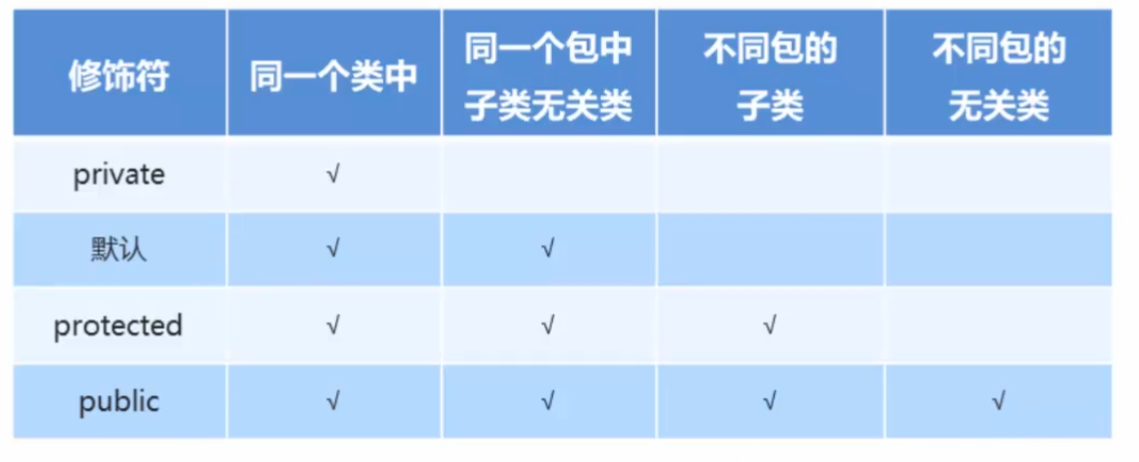 修饰符 同一个类中 同一个包中 不同包的 不同包的
子类无关类 子类 无关类
private √
默认 √ √
protected √ √ √
public √ √ √ √